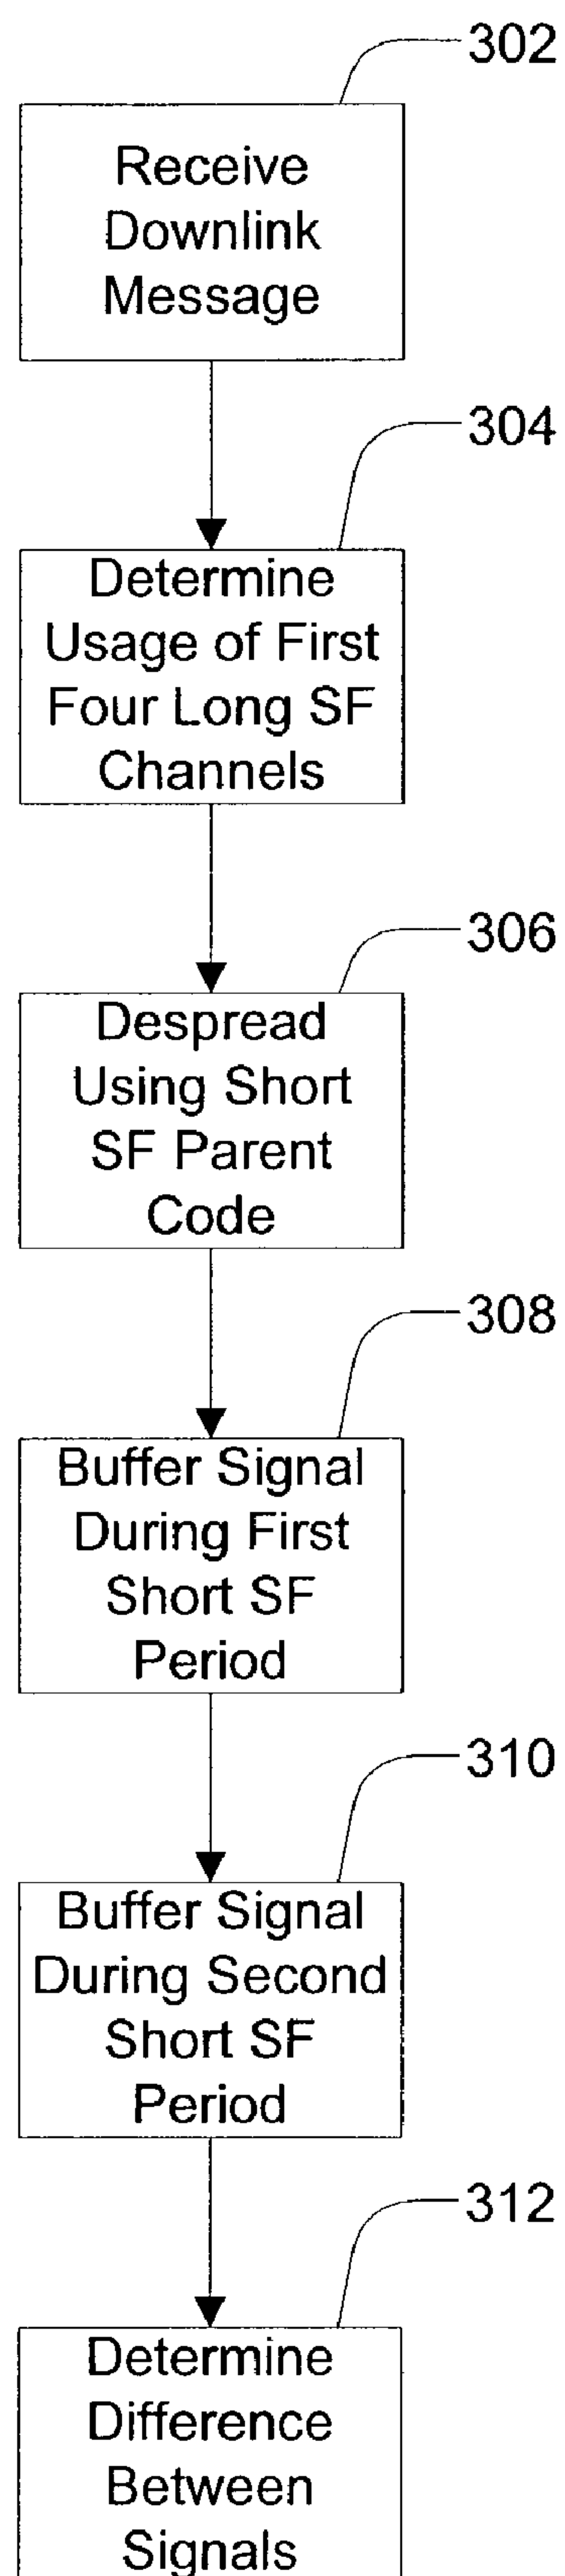 302
Receive
Downlink
Message
304
Determine
Usage of First
Four Long SF
Channels
306
Despread
Using Short
SF Parent
Code
308
Buffer Signal
During First
Short SF
Period
310
Buffer Signal
During Second
Short SF
Period
312
Determine
Difference
Between
Signals